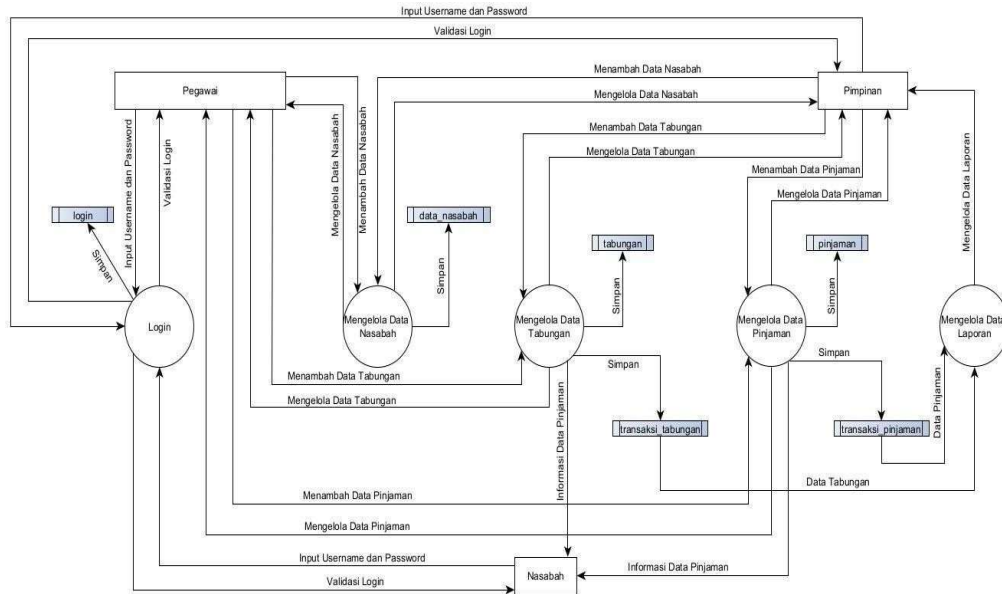 Input Username dan Password
Validasi Login
Pegawai
Menambah Data Nasabah
Pimpinan
Mengelola Data Nasabah
Menambah Data Tabungan
Mengelola Data Tabungan
Menambah Data Pinjaman
Mengelola Data Pinjaman
Input Username dan Password
Validasi Login
Mengelola Data Nasabah
Menambah Data Nasabah
Mengelola Data Laporan
login
data_nasabah
tabungan
pinjaman
Simpan
Simpan
Simpan
Simpan
Login
Mengelola Data
Nasabah
Mengelola Data
Tabungan
Mengelola Data
Pinjaman
Mengelola Data
Laporan
Simpan
Simpan
Menambah Data Tabungan
Mengelola Data Tabungan
Informasi Data Pinjaman
transaksi_tabungan
transaksi_pinjaman
Data Pinjaman
Data Tabungan
Menambah Data Pinjaman
Mengelola Data Pinjaman
Input Username dan Password
Validasi Login
Nasabah
Informasi Data Pinjaman